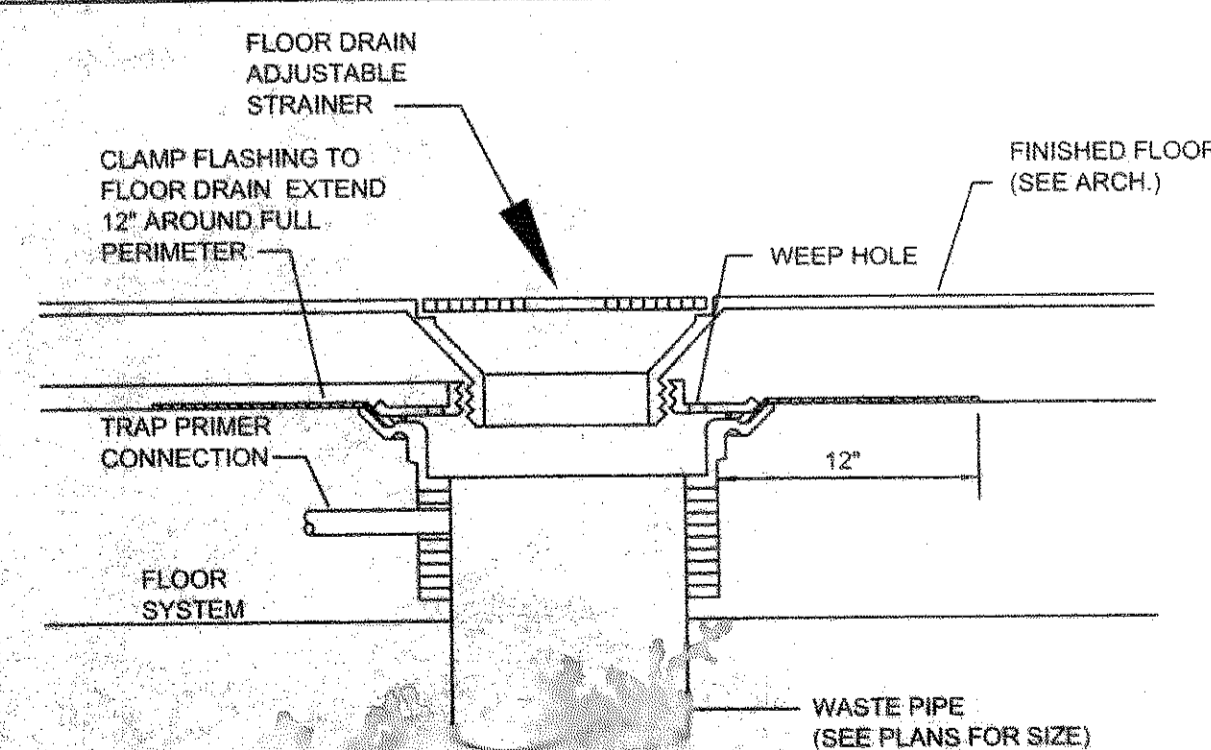 FLOOR DRAIN
ADJUSTABLE
STRAINER
CLAMP FLASHING TO
FLOOR DRAIN EXTEND
12" AROUND FULL
PERIMETER
FINISHED FLOOR
(SEE ARCH.)
WEEP HOLE
TRAP PRIMER
CONNECTION
12"
FLOOR
SYSTEM
WASTE PIPE
(SEE PLANS FOR SIZE)